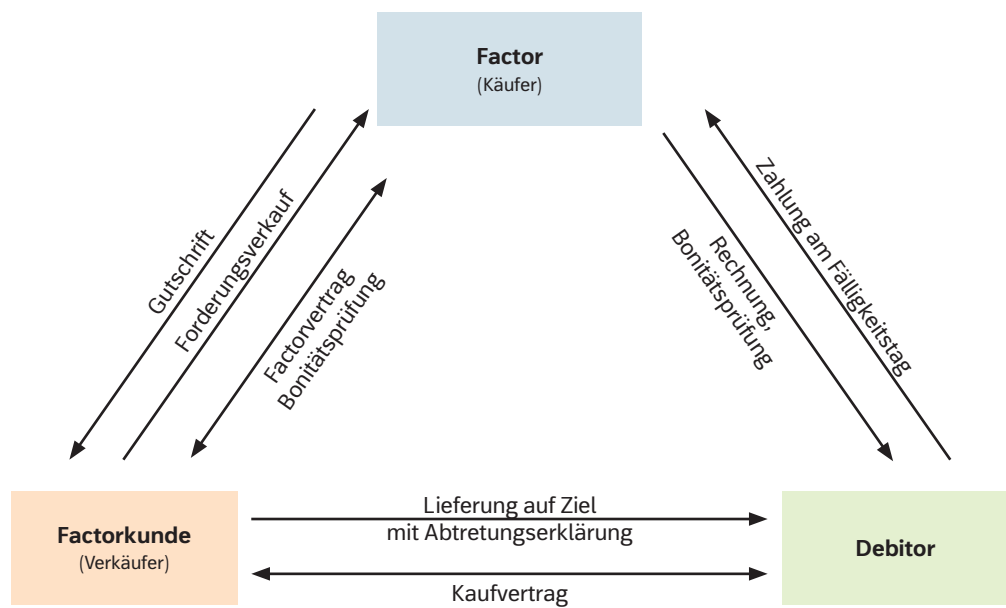 Factor
(Käufer)
Gutschrift
Forderungsverkauf
Factorvertrag
Bonitätsprüfung
Rechnung,
Bonitätsprüfung
Zahlung am Fälligkeitstag
Factorkunde
(Verkäufer)
Lieferung auf Ziel
mit Abtretungserklärung
Kaufvertrag
Debitor